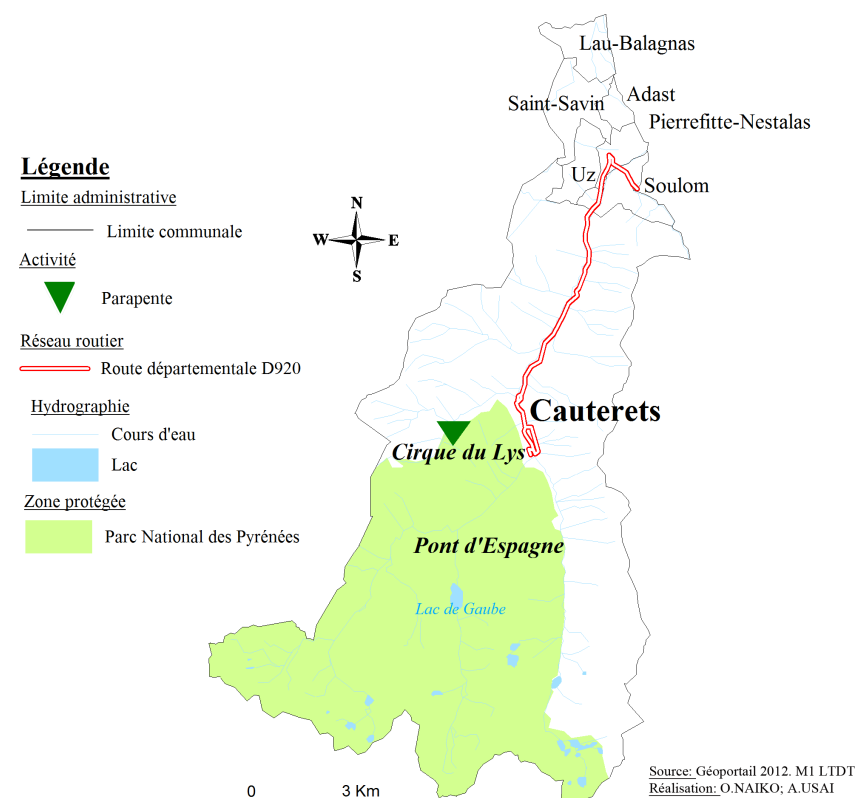 Lau-Balagnas
Adast
Saint-Savin
Pierrefitte-Nestalas
Légende
Uz
Soulom
Limite administrative
N
Limite communale
W
E
S
Activité
Parapente
Réseau routier
Route départementale D920
Hydrographie
Cauterets
Cours d'eau
Cirque du Lys
Lac
Zone protégée
Parc National des Pyrénées
Pont d'Espagne
Lac de Gaube
Source: Géoportail 2012. M1 LTDT
Réalisation: O.NAIKO; A.USAI
0 3 Km